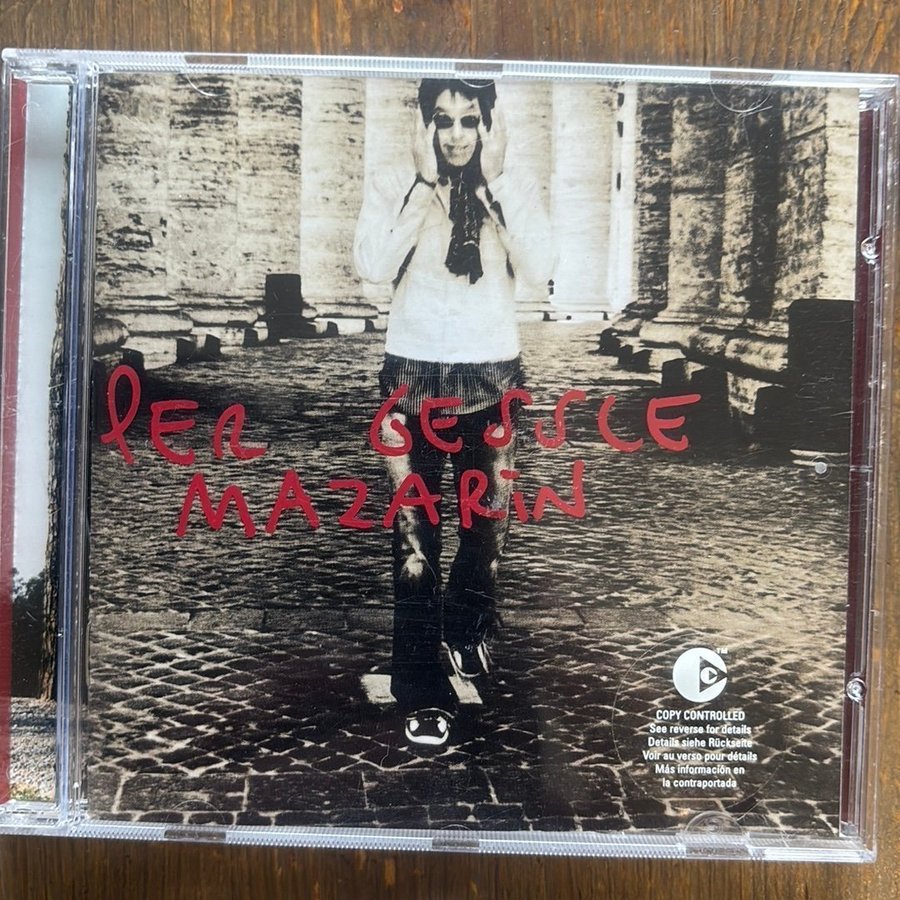 PER GESSLE
MAZARiN
TM
COPY CONTROLLED
See reverse for details
Details siehe Rückseite
Voir au verso pour détails
Más información en
la contraportada